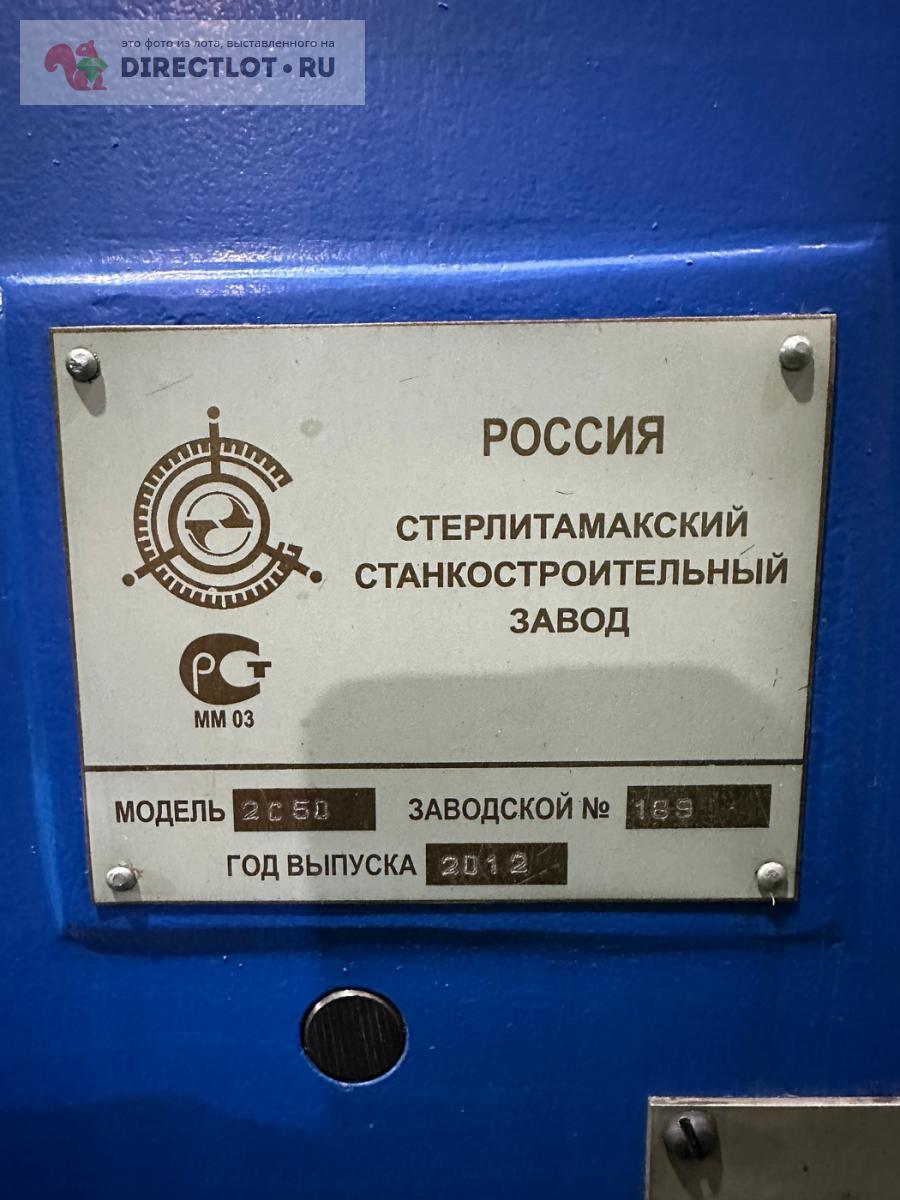 это фото из лота, выставленного на
DIRECTLOT•RU
РОССИЯ
СТЕРЛИТАМАКСКИЙ
СТАНКОСТРОИТЕЛЬНЫЙ
ЗАВОД
РСТ
ММ 03
МОДЕЛЬ 2С50 ЗАВОДСКОЙ № 189
ГОД ВЫПУСКА 2012